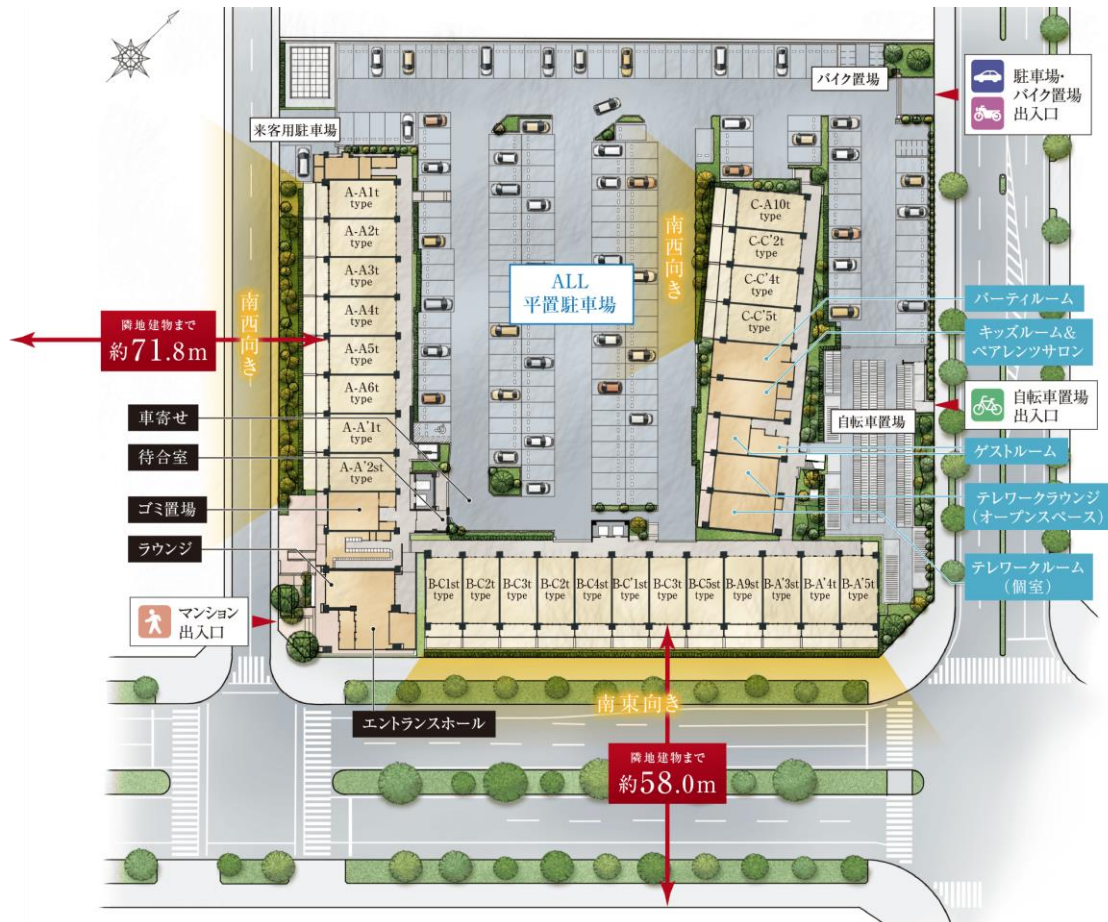 バイク置場
駐車場・
バイク置場
出入口
来客用駐車場
A-A1t
type
A-A2t
type
A-A3t
type
A-A4t
type
A-A5t
type
A-A6t
type
A-A'1t
type
A-A'2st
type
南西向き
隣地建物まで
約71.8m
ALL
平置駐車場
南西向き
C-A10t
type
C-C'2t
type
C-C'4t
type
C-C'5t
type
パーティルーム
キッズルーム&
ペアレンツサロン
自転車置場
出入口
自転車置場
ゲストルーム
テレワークラウンジ
(オープンスペース)
テレワークルーム
(個室)
車寄せ
待合室
ゴミ置場
ラウンジ
マンション
出入口
エントランスホール
B-C1st
type
B-C2t
type
B-C3t
type
B-C2t
type
B-C4st
type
B-C'1st
type
B-C3t
type
B-C5st
type
B-A9st
type
B-A'3st
type
B-A'4t
type
B-A'5t
type
南東向き
隣地建物まで
約58.0m